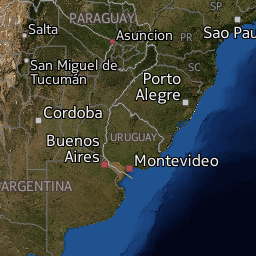 PARAGUAY
SP
Salta
Asuncion
PR
Sao Pau
San Miguel de
Tucumán
SC
Porto
Alegre
Cordoba
URUGUAY
Buenos
Aires
Montevideo
ARGENTINA